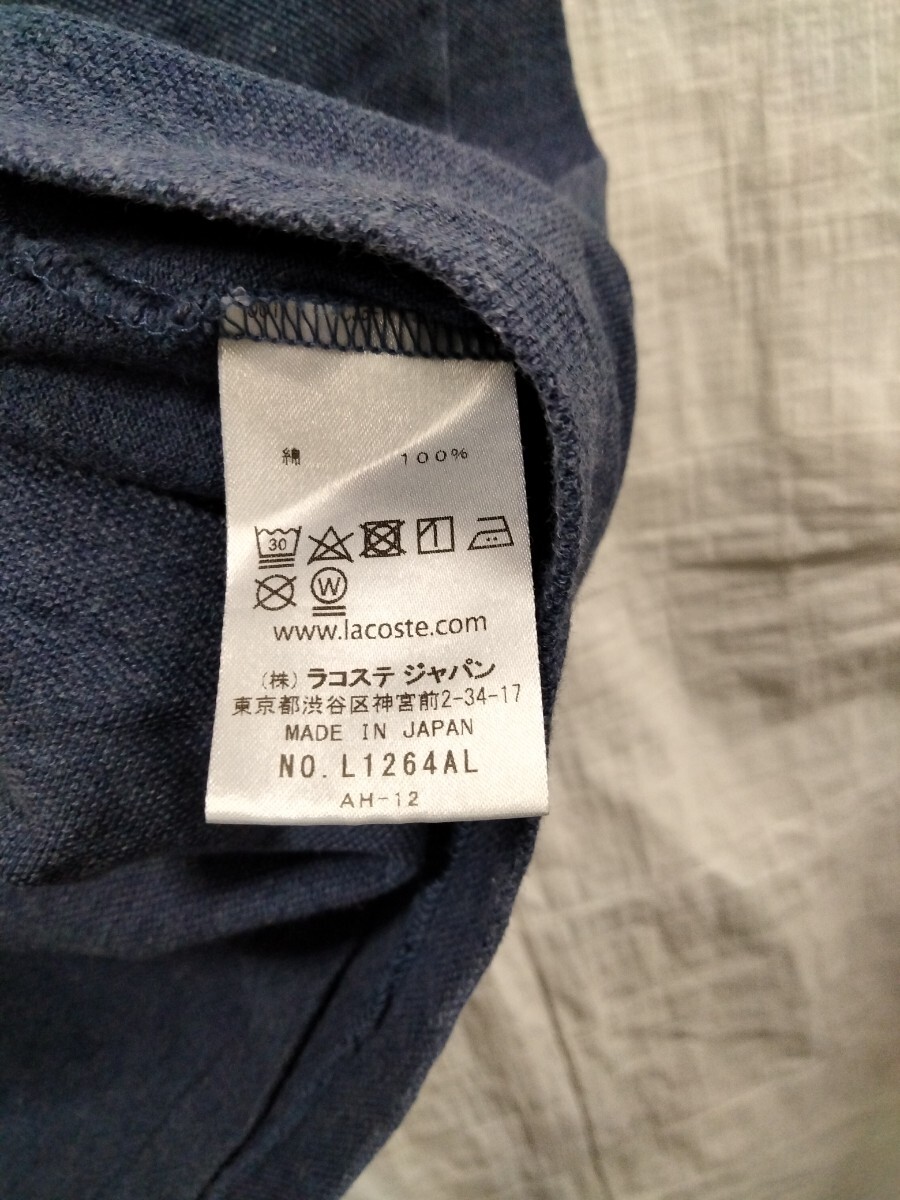 綿 100%
30
W
www.lacoste.com
(株) ラコステ ジャパン
東京都渋谷区神宮前2-34-17
MADE IN JAPAN
NO. L1264AL
AH-12